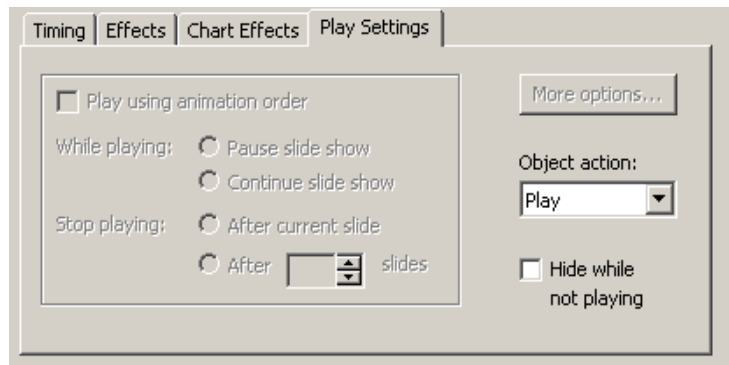 Timing Effects Chart Effects Play Settings
Play using animation order
While playing: Pause slide show
Continue slide show
Stop playing: After current slide
After slides
More options...
Object action:
Play
Hide while
not playing